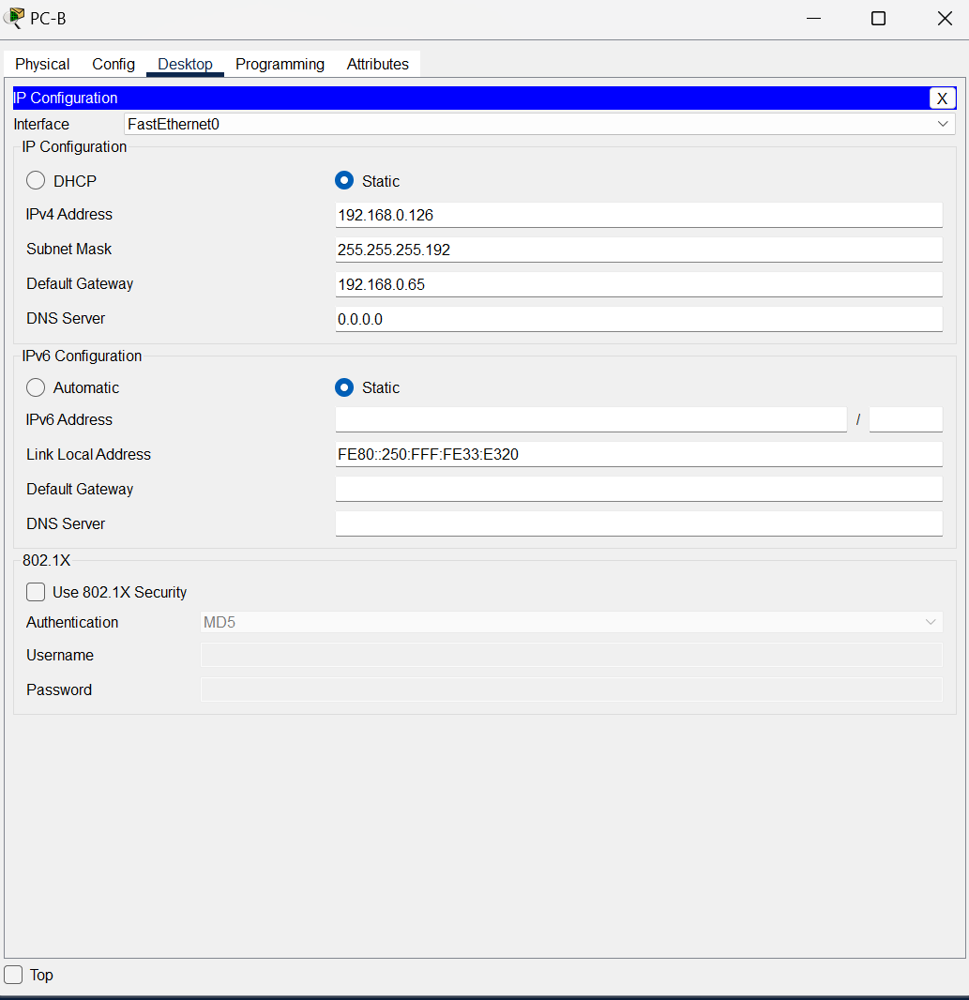 PC-B
Physical Config Desktop Programming Attributes
IP Configuration X
Interface FastEthernet0
IP Configuration
DHCP Static
IPv4 Address 192.168.0.126
Subnet Mask 255.255.255.192
Default Gateway 192.168.0.65
DNS Server 0.0.0.0
IPv6 Configuration
Automatic Static
IPv6 Address /
Link Local Address FE80::250:FFF:FE33:E320
Default Gateway
DNS Server
802.1X
Use 802.1X Security
Authentication MD5
Username
Password
Top